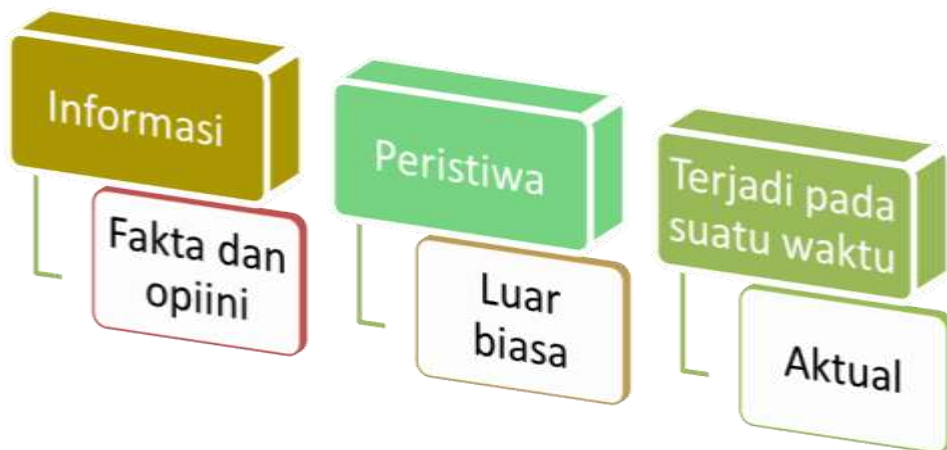 Informasi
Fakta dan
opiini
Peristiwa
Luar
biasa
Terjadi pada
suatu waktu
Aktual